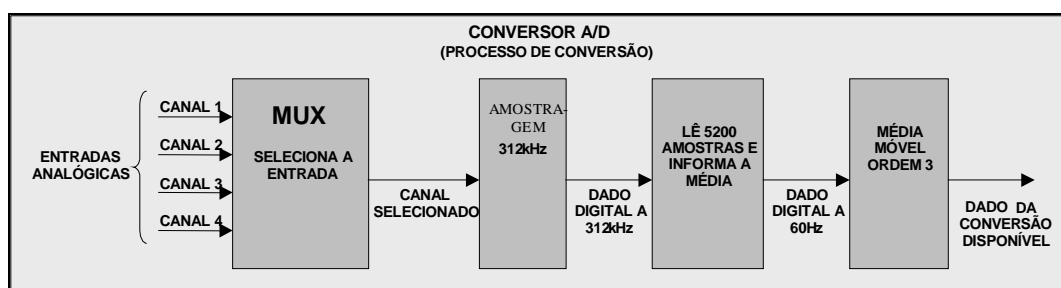 CONVERSOR A/D
(PROCESSO DE CONVERSÃO)
ENTRADAS
ANALÓGICAS
CANAL 1
CANAL 2
CANAL 3
CANAL 4
MUX
SELECIONA A
ENTRADA
CANAL
SELECIONADO
AMOSTRA-
GEM
312kHz
DADO
DIGITAL A
312kHz
LÊ 5200
AMOSTRAS E
INFORMA A
MÉDIA
DADO
DIGITAL A
60Hz
MÉDIA
MÓVEL
ORDEM 3
DADO DA
CONVERSÃO
DISPONÍVEL